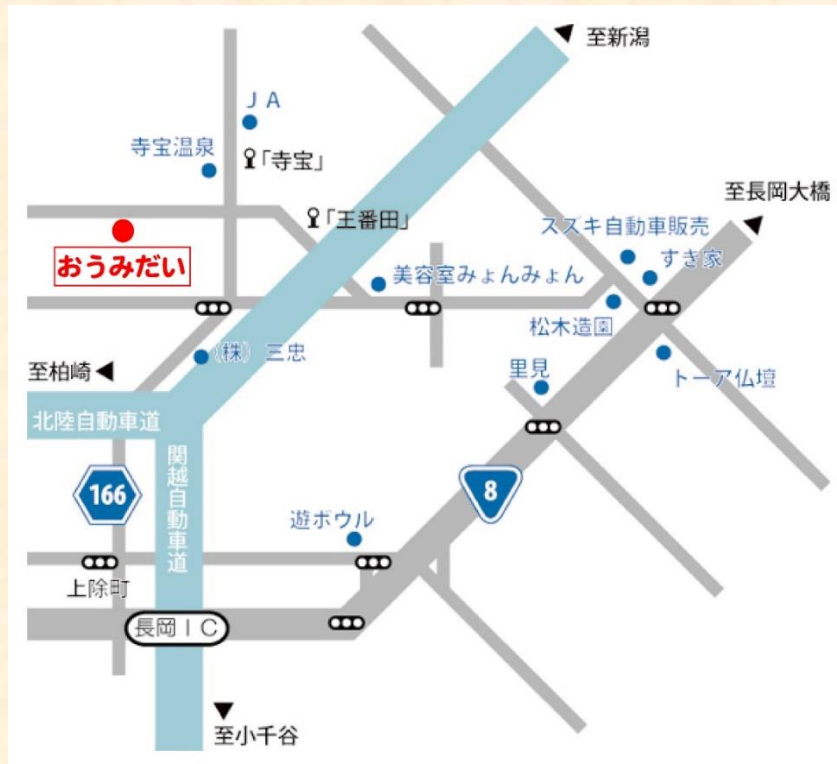 至新潟
ＪＡ
寺宝温泉
「寺宝」
至長岡大橋
「王番田」
スズキ自動車販売
すき家
おうみだい
美容室みょんみょん
松木造園
(株) 三忠
至柏崎
里見
トーア仏壇
北陸自動車道
関越自動車道
166
8
遊ボウル
上除町
長岡ＩＣ
至小千谷